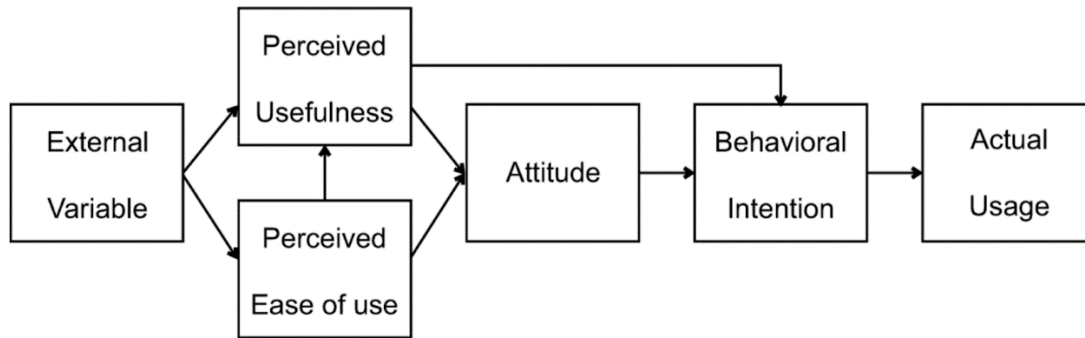 Perceived
Usefulness
External
Variable
Perceived
Ease of use
Attitude
Behavioral
Intention
Actual
Usage